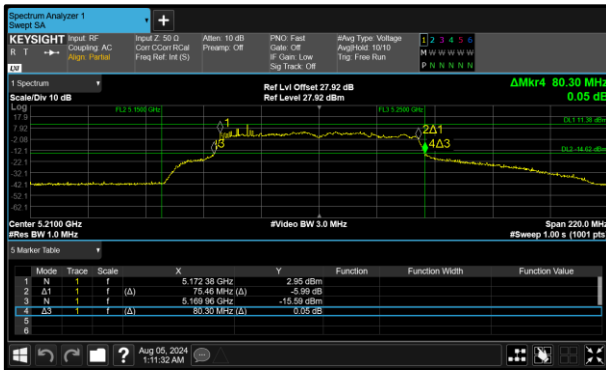 Spectrum Analyzer 1
Swept SA
KEYSIGHT Input: RF Input Z: 50 Ω Atten: 10 dB PNO: Fast #Avg Type: Voltage 1 2 3 4 5 6
R T Coupling: AC Corr CCorr RCal Preamp: Off Gate: Off Avg|Hold: 10/10 M W W W W W
Align: Partial Freq Ref: Int (S) IF Gain: Low Trig: Free Run
Sig Track: Off P N N N N N
LXI
1 Spectrum Ref Lvl Offset 27.92 dB ΔMkr4 80.30 MHz
Scale/Div 10 dB Ref Level 27.92 dBm 0.05 dB
Log FL2 5.1500 GHz FL3 5.2500 GHz
17.9
7.92 1 DL1 11.38 dBm
-2.08 2Δ1
-12.1 3 4Δ3 DL2 -14.62 dBm
-22.1
-32.1
-42.1
-52.1
-62.1
Center 5.2100 GHz #Video BW 3.0 MHz Span 220.0 MHz
#Res BW 1.0 MHz #Sweep 1.00 s (1001 pts)
5 Marker Table
Mode Trace Scale X Y Function Function Width Function Value
1 N 1 f 5.172 38 GHz 2.95 dBm
2 Δ1 1 f (Δ) 75.46 MHz (Δ) -5.99 dB
3 N 1 f 5.169 96 GHz -15.59 dBm
4 Δ3 1 f (Δ) 80.30 MHz (Δ) 0.05 dB
5
6
? Aug 05, 2024
1:11:32 AM